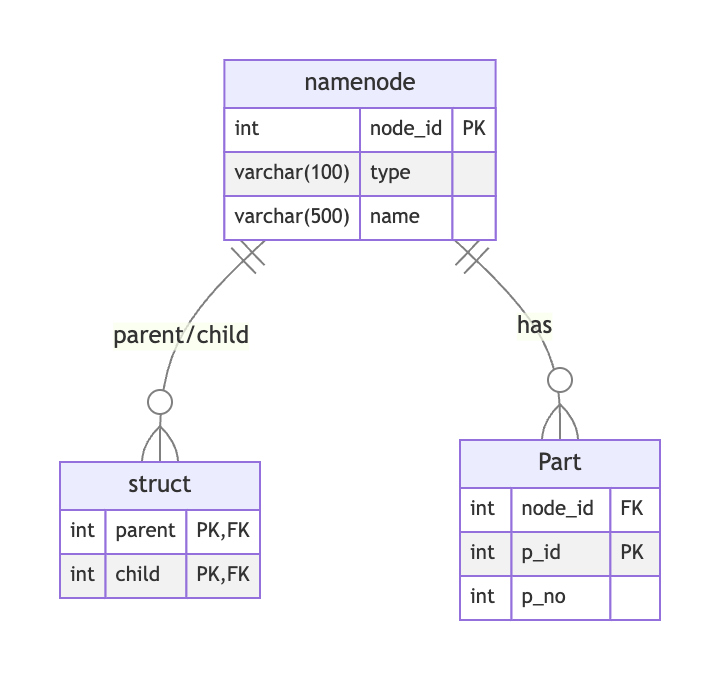 namenode
int node_id PK
varchar(100) type
varchar(500) name
parent/child
has
struct
int parent PK,FK
int child PK,FK
Part
int node_id FK
int p_id PK
int p_no